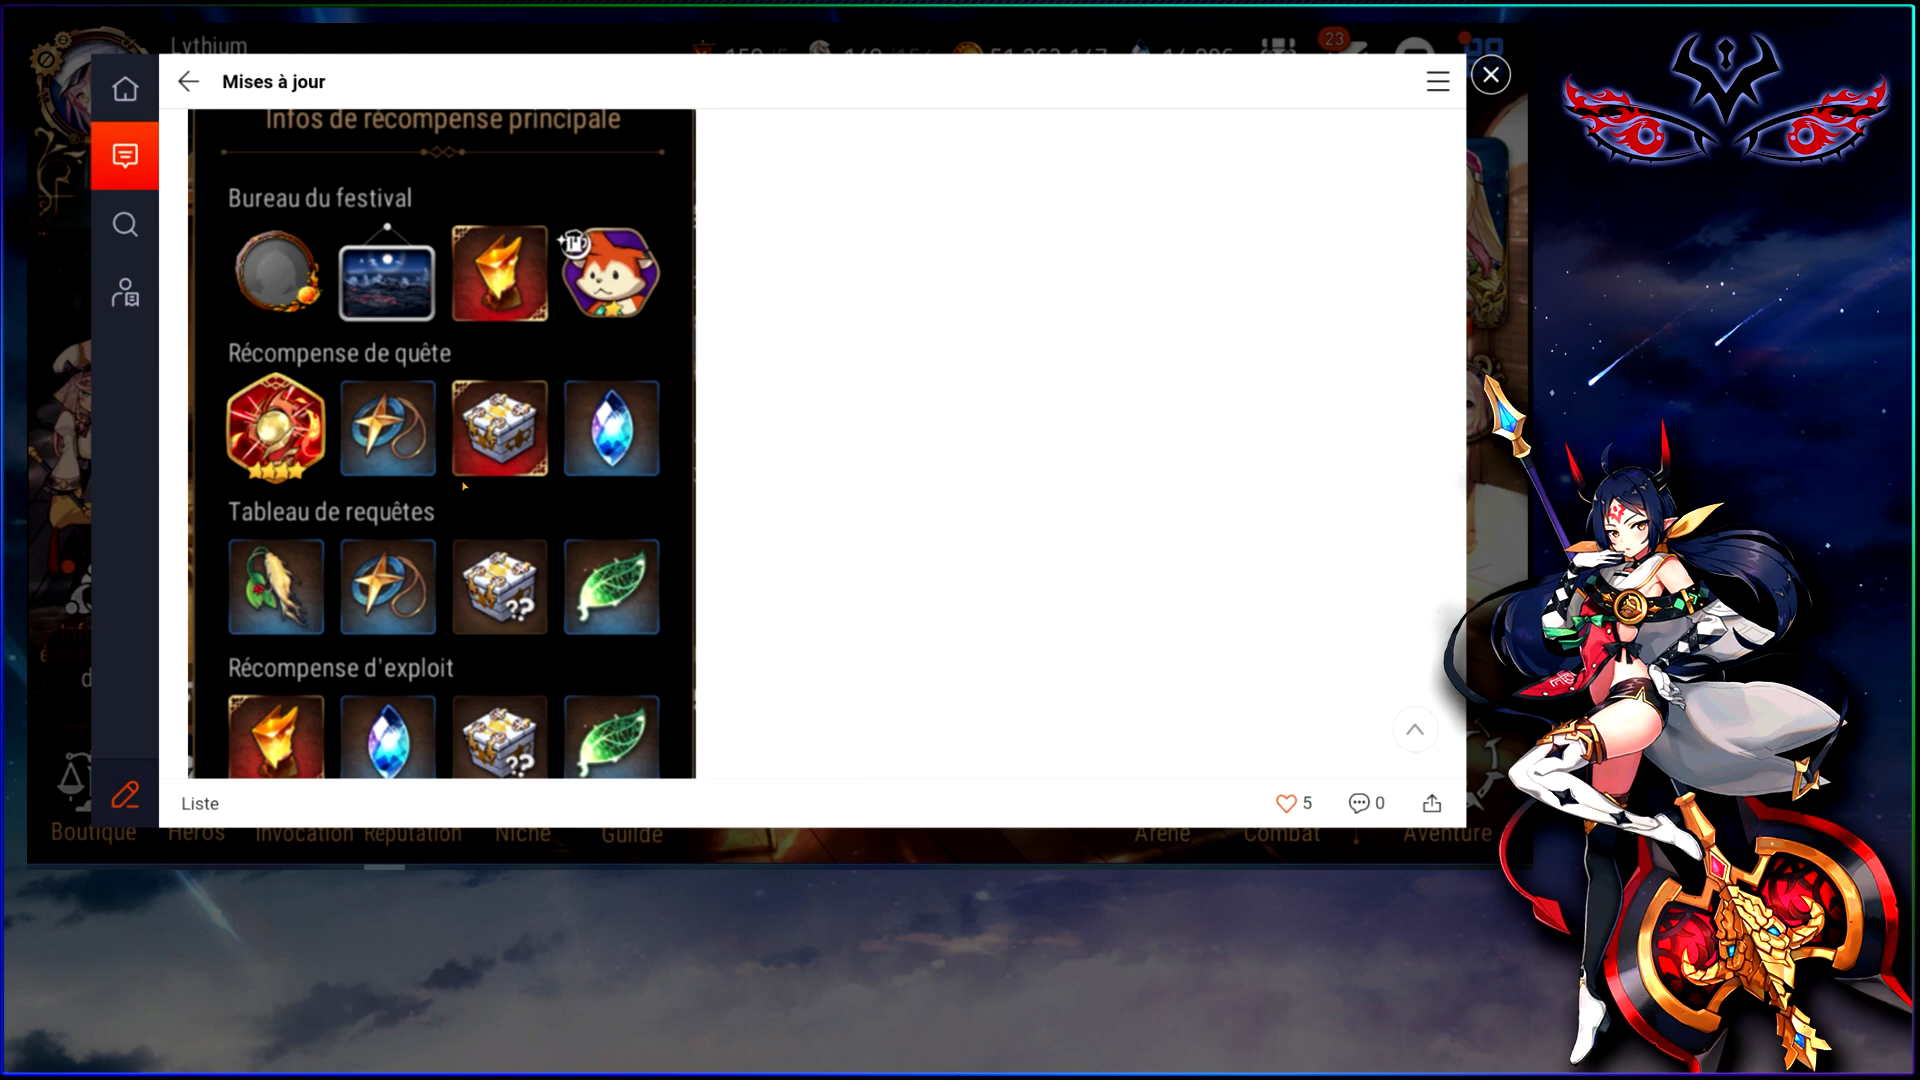 Lythium
23
Mises à jour
Infos de récompense principale
Bureau du festival
Récompense de quête
Tableau de requêtes
??
Récompense d'exploit
??
Liste
5
0
Boutique
Héros
Invocation
Réputation
Niche
Guilde
Arène
Combat
Aventure